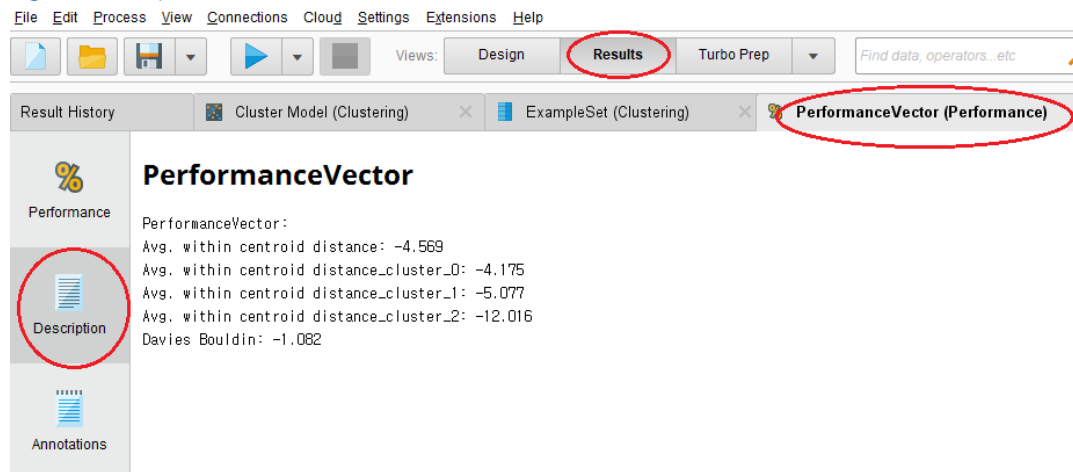 File Edit Process View Connections Cloud Settings Extensions Help
Views: Design Results Turbo Prep Find data, operators...etc
Result History Cluster Model (Clustering) ExampleSet (Clustering) % PerformanceVector (Performance)
%
Performance
Description
Annotations
PerformanceVector
PerformanceVector:
Avg. within centroid distance: -4.569
Avg. within centroid distance_cluster_0: -4.175
Avg. within centroid distance_cluster_1: -5.077
Avg. within centroid distance_cluster_2: -12.016
Davies Bouldin: -1.082